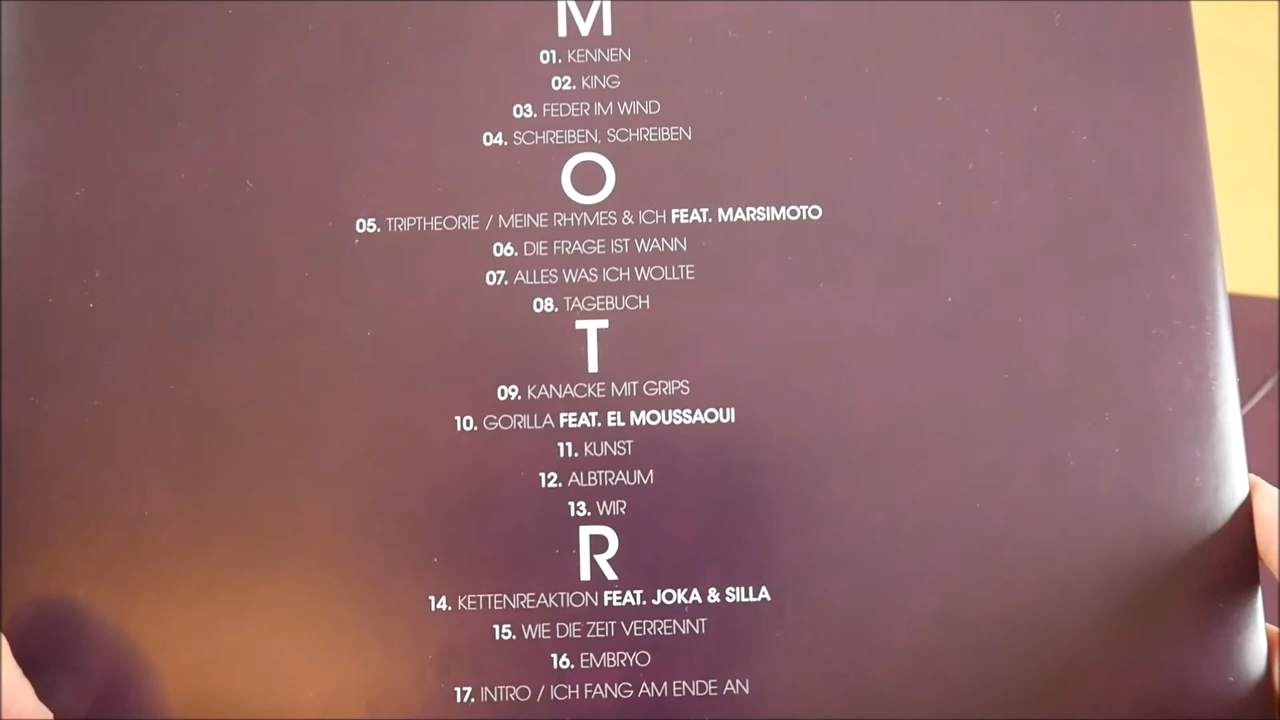 M
01. KENNEN
02. KING
03. FEDER IM WIND
04. SCHREIBEN, SCHREIBEN
O
05. TRIPTHEORIE / MEINE RHYMES & ICH FEAT. MARSIMOTO
06. DIE FRAGE IST WANN
07. ALLES WAS ICH WOLLTE
08. TAGEBUCH
T
09. KANACKE MIT GRIPS
10. GORILLA FEAT. EL MOUSSAOUI
11. KUNST
12. ALBTRAUM
13. WIR
R
14. KETTENREAKTION FEAT. JOKA & SILLA
15. WIE DIE ZEIT VERRENNT
16. EMBRYO
17. INTRO / ICH FANG AM ENDE AN